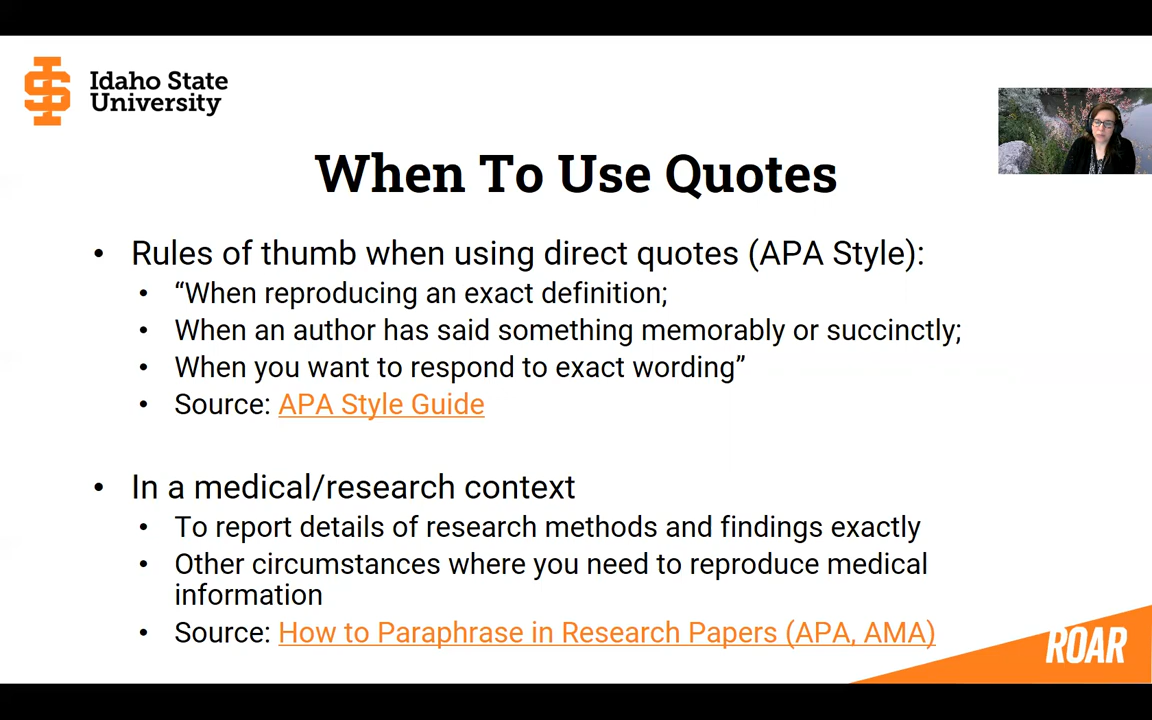 Idaho State
University
When To Use Quotes
• Rules of thumb when using direct quotes (APA Style):
• “When reproducing an exact definition;
• When an author has said something memorably or succinctly;
• When you want to respond to exact wording”
• Source: APA Style Guide
• In a medical/research context
• To report details of research methods and findings exactly
• Other circumstances where you need to reproduce medical
information
• Source: How to Paraphrase in Research Papers (APA, AMA)
ROAR